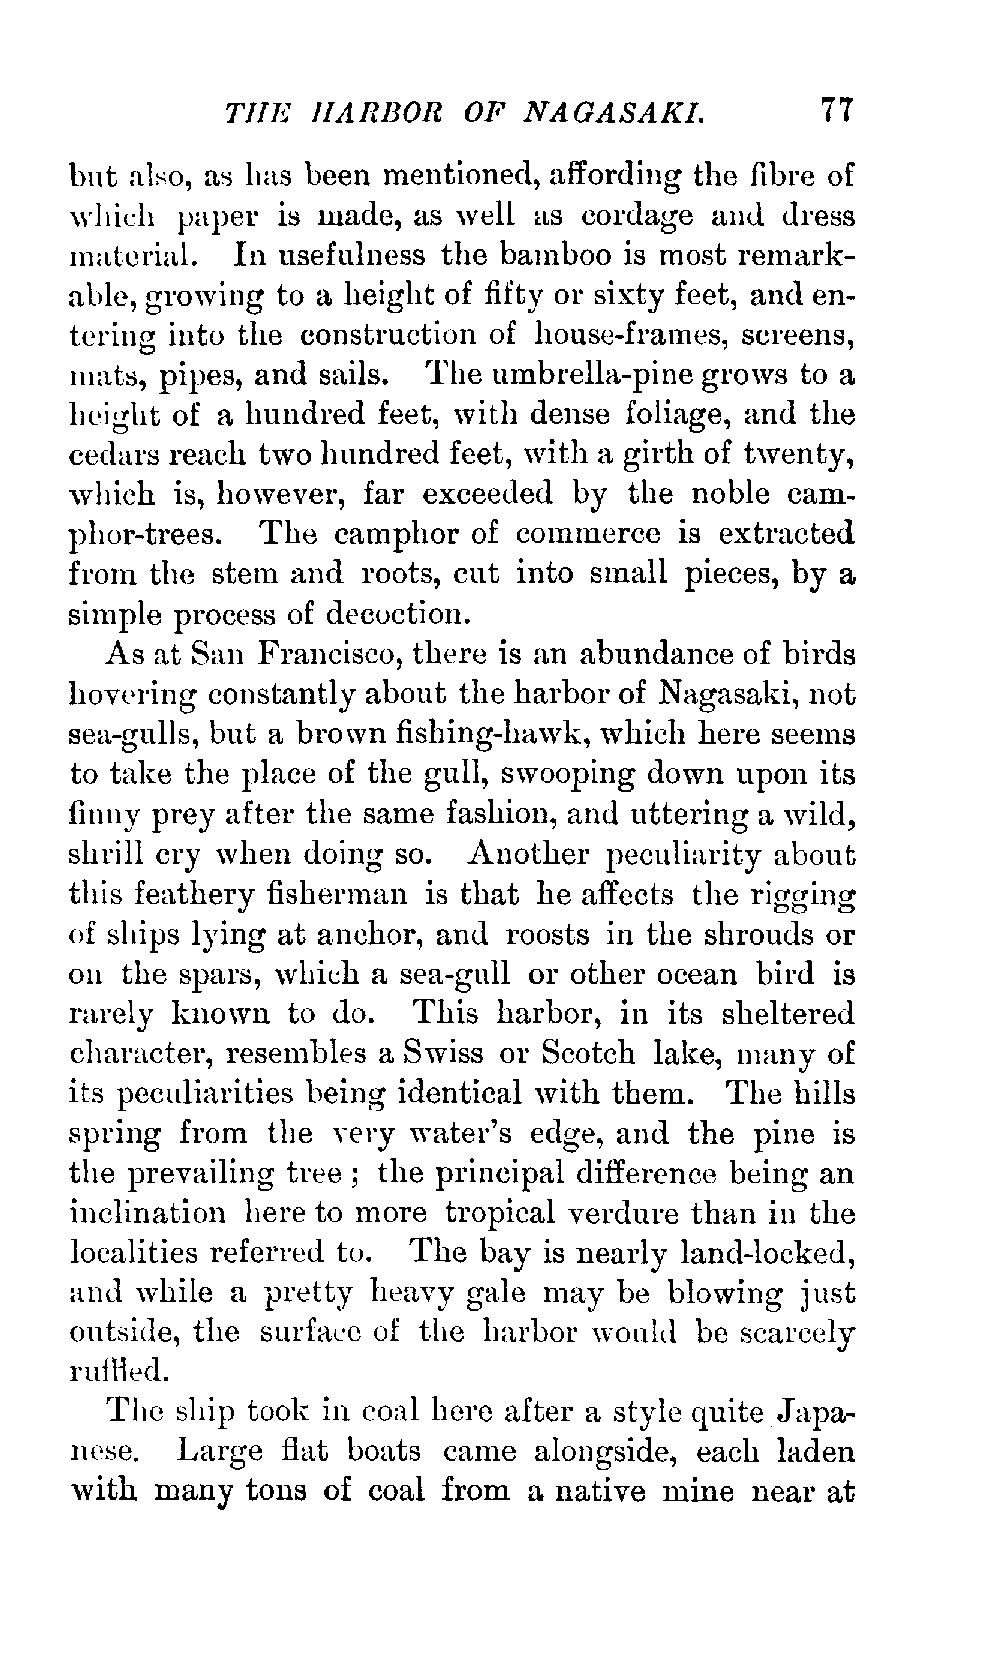 THE HARBOR OF NAGASAKI. 77
but also, as has been mentioned, affording the fibre of
which paper is made, as well as cordage and dress
material. In usefulness the bamboo is most remark-
able, growing to a height of fifty or sixty feet, and en-
tering into the construction of house-frames, screens,
mats, pipes, and sails. The umbrella-pine grows to a
height of a hundred feet, with dense foliage, and the
cedars reach two hundred feet, with a girth of twenty,
which is, however, far exceeded by the noble cam-
phor-trees. The camphor of commerce is extracted
from the stem and roots, cut into small pieces, by a
simple process of decoction.
As at San Francisco, there is an abundance of birds
hovering constantly about the harbor of Nagasaki, not
sea-gulls, but a brown fishing-hawk, which here seems
to take the place of the gull, swooping down upon its
finny prey after the same fashion, and uttering a wild,
shrill cry when doing so. Another peculiarity about
this feathery fisherman is that he affects the rigging
of ships lying at anchor, and roosts in the shrouds or
on the spars, which a sea-gull or other ocean bird is
rarely known to do. This harbor, in its sheltered
character, resembles a Swiss or Scotch lake, many of
its peculiarities being identical with them. The hills
spring from the very water's edge, and the pine is
the prevailing tree; the principal difference being an
inclination here to more tropical verdure than in the
localities referred to. The bay is nearly land-locked,
and while a pretty heavy gale may be blowing just
outside, the surface of the harbor would be scarcely
ruffled.
The ship took in coal here after a style quite Japa-
nese. Large flat boats came alongside, each laden
with many tons of coal from a native mine near at